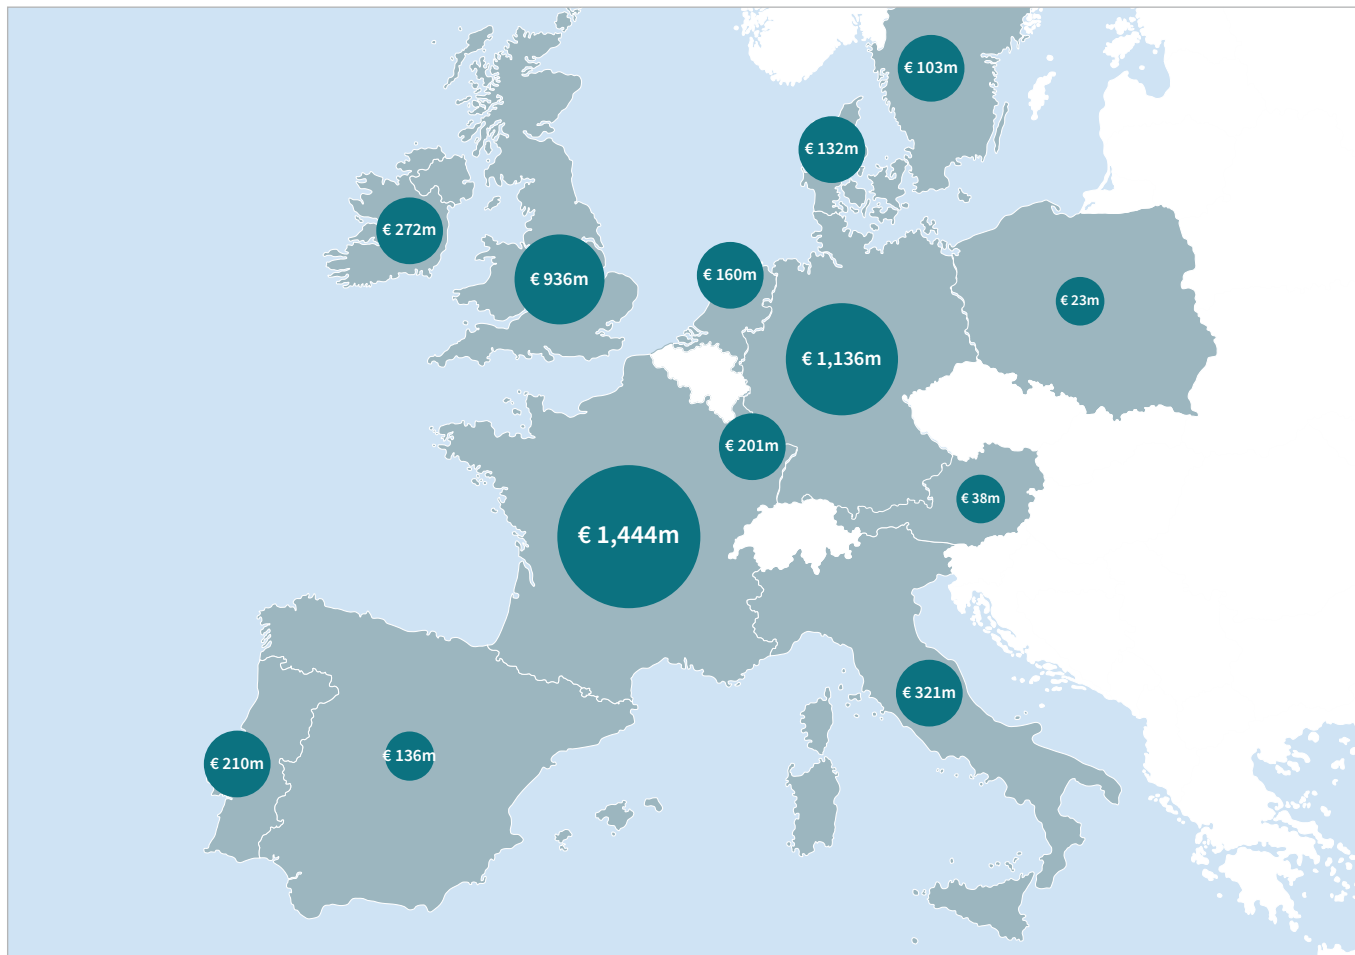 € 103m
€ 132m
€ 272m
€ 936m
€ 160m
€ 23m
€ 1,136m
€ 201m
€ 38m
€ 1,444m
€ 321m
€ 136m
€ 210m